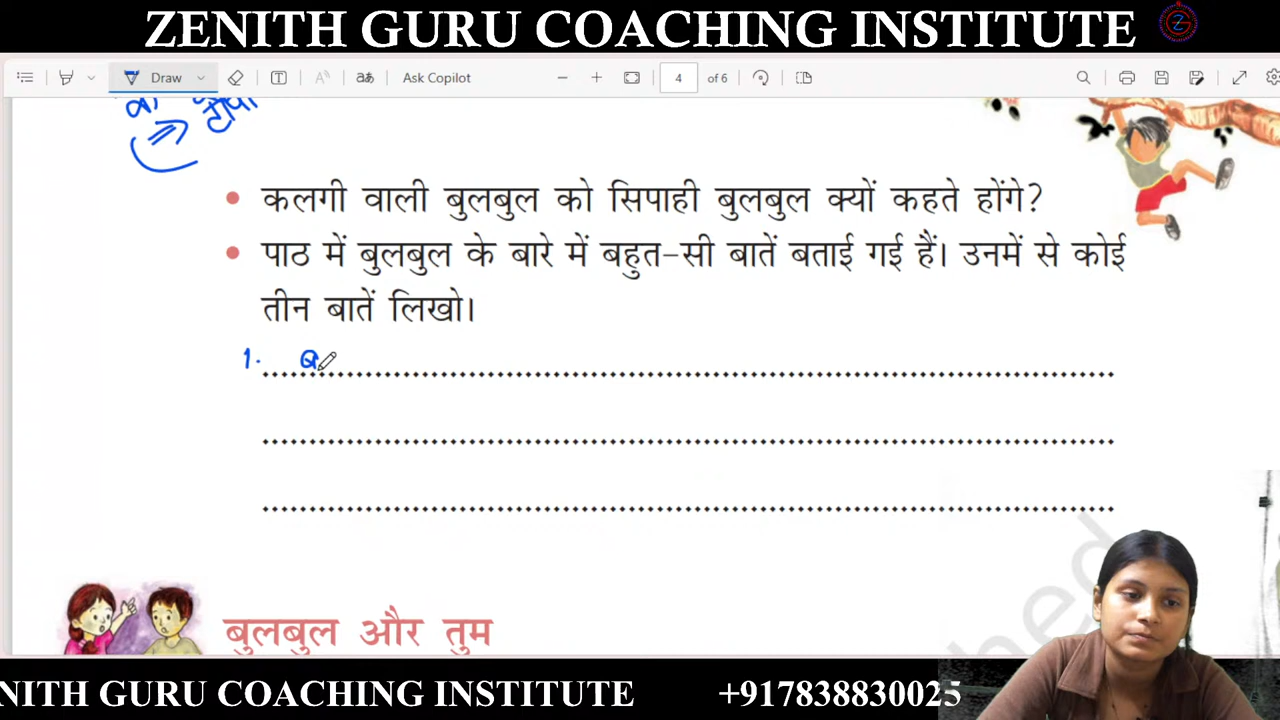 ZENITH GURU COACHING INSTITUTE
Draw
Ask Copilot
4 of 6
कलगी वाली बुलबुल को सिपाही बुलबुल क्यों कहते होंगे?
पाठ में बुलबुल के बारे में बहुत-सी बातें बताई गई हैं। उनमें से कोई
तीन बातें लिखो।
1.
बुलबुल और तुम
NITH GURU COACHING INSTITUTE +917838830025